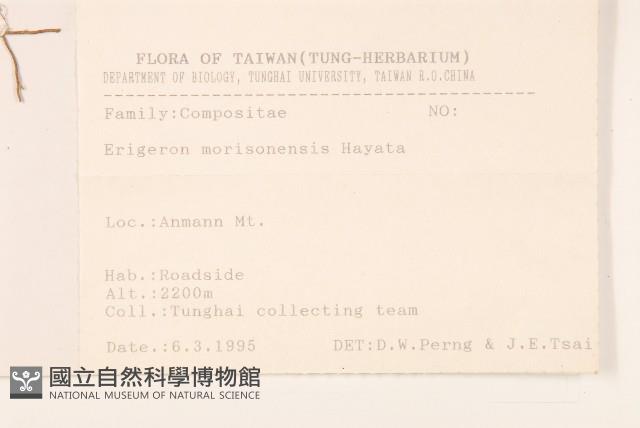 FLORA OF TAIWAN(TUNG-HERBARIUM)
DEPARTMENT OF BIOLOGY, TUNGHAI UNIVERSITY, TAIWAN R.O.CHINA
Family:Compositae NO:
Erigeron morisonensis Hayata
Loc.:Anmann Mt.
Hab.:Roadside
Alt.:2200m
Coll.:Tunghai collecting team
Date.:6.3.1995 DET:D.W.Perng & J.E.Tsai
國立自然科學博物館
NATIONAL MUSEUM OF NATURAL SCIENCE